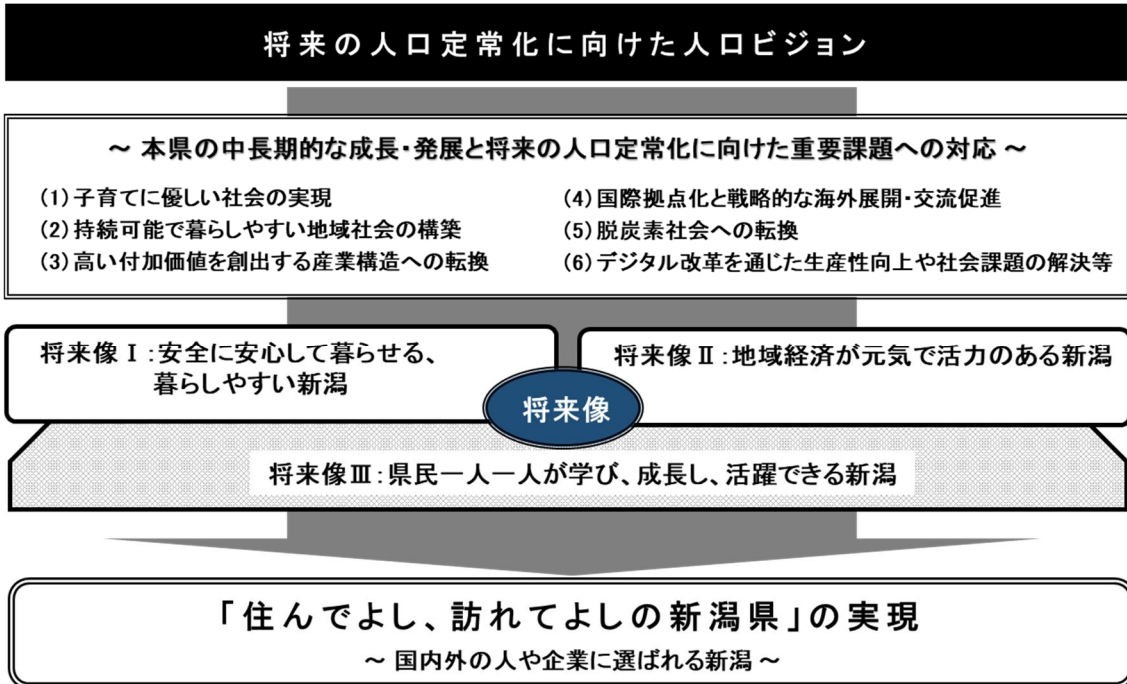 将来の人口定常化に向けた人口ビジョン
～ 本県の中長期的な成長・発展と将来の人口定常化に向けた重要課題への対応 ～
(1)子育てに優しい社会の実現
(2)持続可能で暮らしやすい地域社会の構築
(3)高い付加価値を創出する産業構造への転換
(4)国際拠点化と戦略的な海外展開・交流促進
(5)脱炭素社会への転換
(6)デジタル改革を通じた生産性向上や社会課題の解決等
将来像Ⅰ:安全に安心して暮らせる、
暮らしやすい新潟
将来像Ⅱ:地域経済が元気で活力のある新潟
将来像
将来像Ⅲ:県民一人一人が学び、成長し、活躍できる新潟
「住んでよし、訪れてよしの新潟県」の実現
～ 国内外の人や企業に選ばれる新潟 ～